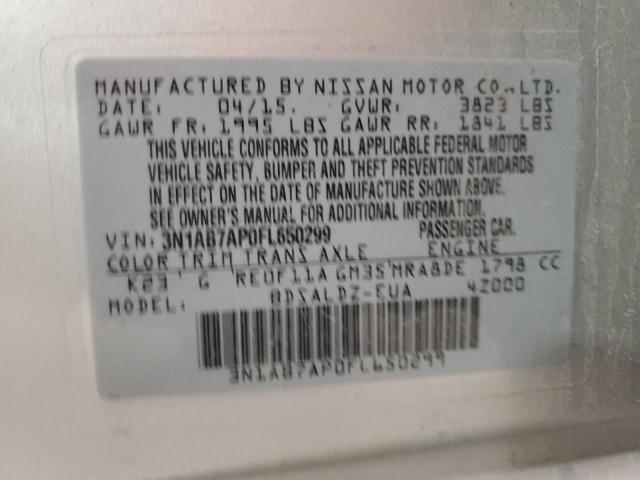 MANUFACTURED BY NISSAN MOTOR CO., LTD.
DATE: 04/15. GVWR: 3823 LBS
GAWR FR: 1995 LBS GAWR RR: 1841 LBS
THIS VEHICLE CONFORMS TO ALL APPLICABLE FEDERAL MOTOR
VEHICLE SAFETY, BUMPER AND THEFT PREVENTION STANDARDS
IN EFFECT ON THE DATE OF MANUFACTURE SHOWN ABOVE.
SEE OWNER'S MANUAL FOR ADDITIONAL INFORMATION.
VIN: 3N1AB7AP0FL650299 PASSENGER CAR.
COLOR TRIM TRANS AXLE ENGINE
K23 G RE0F11A GM35 MRA8DE 1798 CC
MODEL: BDSALDZ-EUA 42000
3N1AB7AP0FL650299